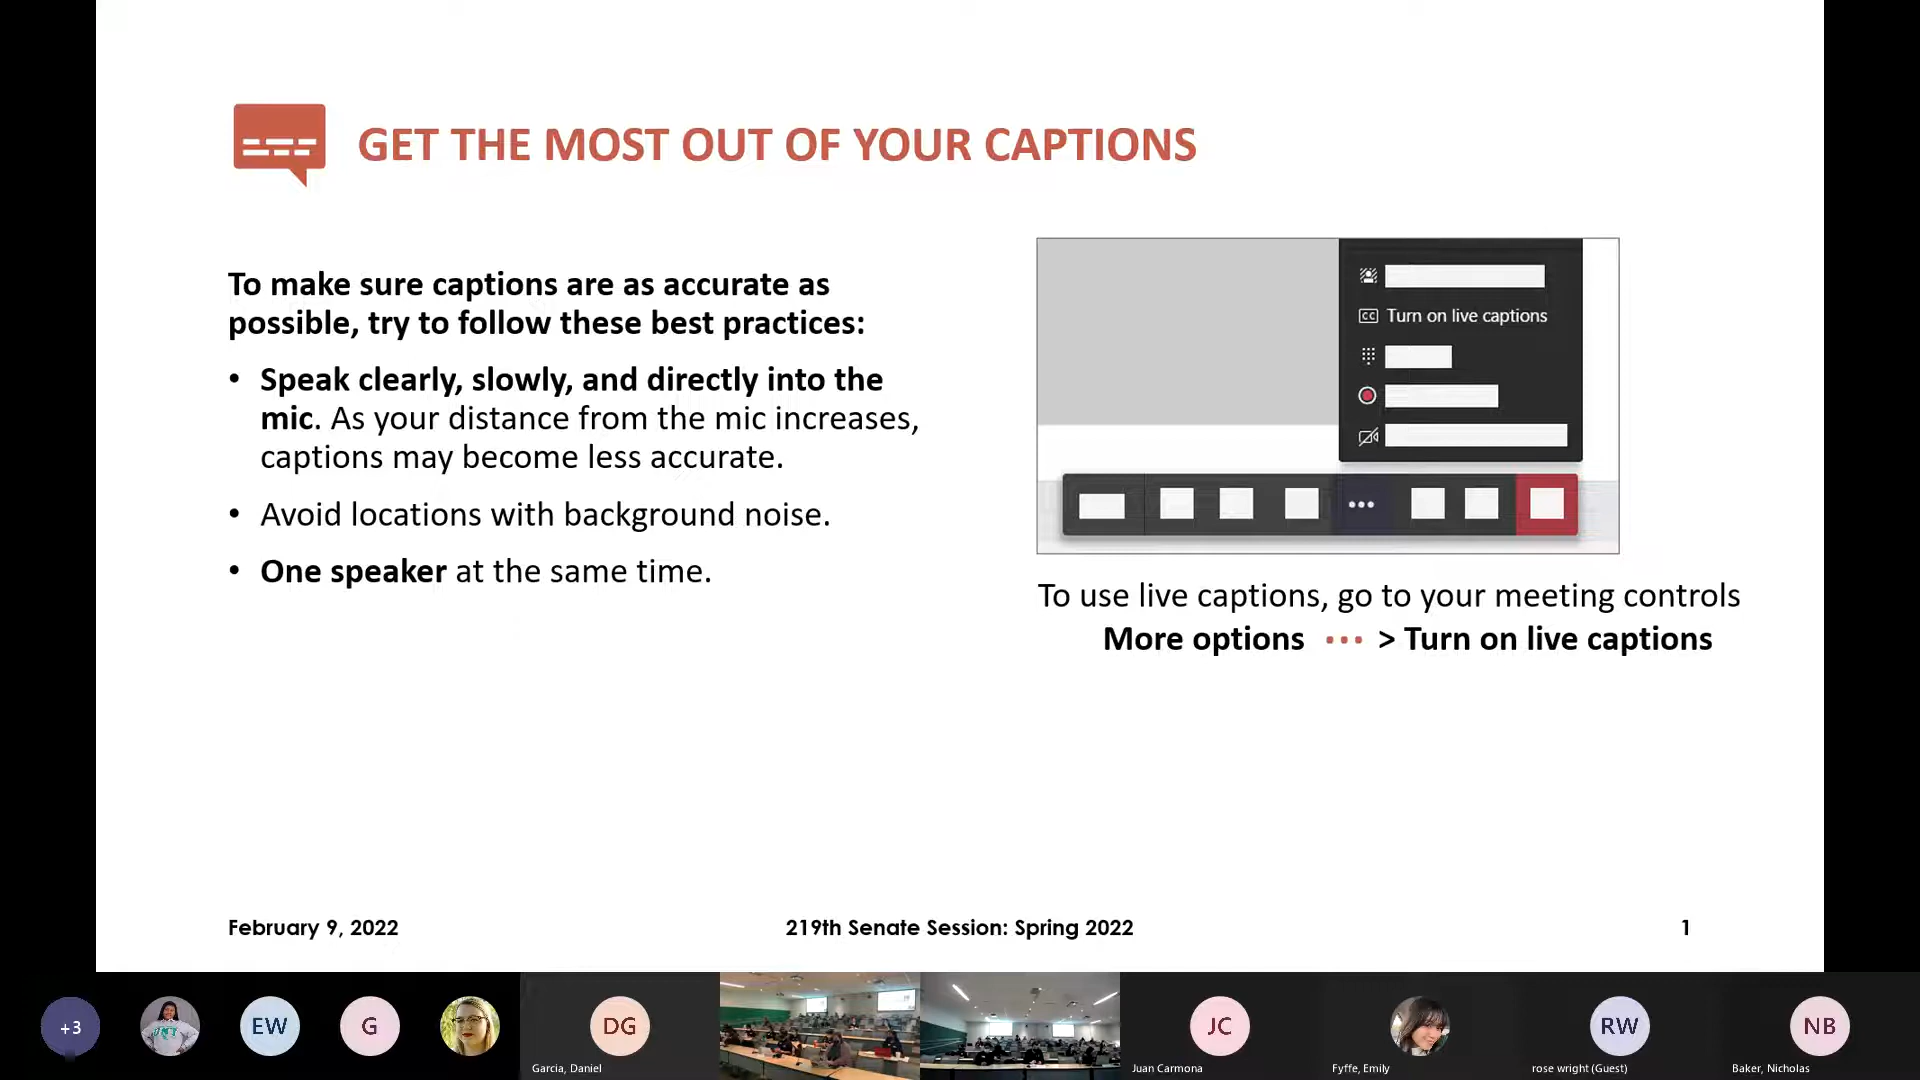 GET THE MOST OUT OF YOUR CAPTIONS
To make sure captions are as accurate as
possible, try to follow these best practices:
• Speak clearly, slowly, and directly into the
mic. As your distance from the mic increases,
captions may become less accurate.
• Avoid locations with background noise.
• One speaker at the same time.
CC Turn on live captions
To use live captions, go to your meeting controls
More options ••• > Turn on live captions
February 9, 2022
219th Senate Session: Spring 2022
1
+3
EW
G
DG
Garcia, Daniel
JC
Juan Carmona
Fyffe, Emily
RW
rose wright (Guest)
NB
Baker, Nicholas